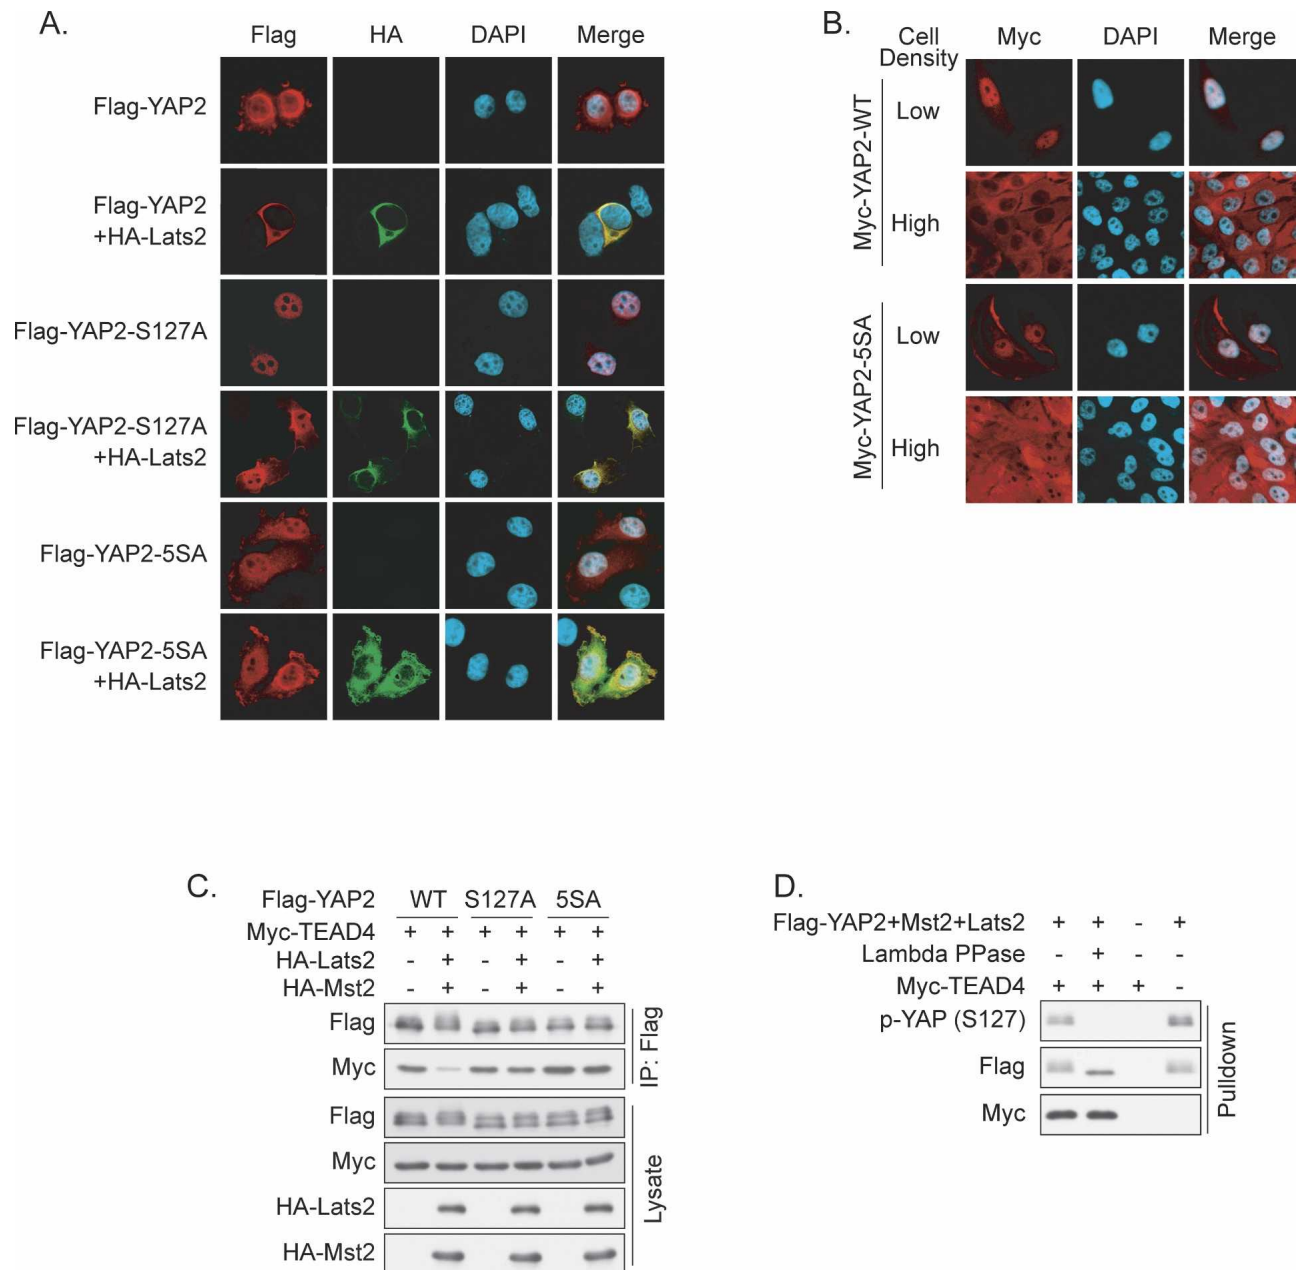 A.
Flag HA DAPI Merge
Flag-YAP2
Flag-YAP2
+HA-Lats2
Flag-YAP2-S127A
Flag-YAP2-S127A
+HA-Lats2
Flag-YAP2-5SA
Flag-YAP2-5SA
+HA-Lats2
B.
Cell
Density
Myc DAPI Merge
Myc-YAP2-WT
Low
High
Myc-YAP2-5SA
Low
High
C.
Flag-YAP2 WT S127A 5SA
Myc-TEAD4 + + + + + +
HA-Lats2 - + - + - +
HA-Mst2 - + - + - +
Flag
Myc
IP: Flag
Flag
Myc
HA-Lats2
HA-Mst2
Lysate
D.
Flag-YAP2+Mst2+Lats2 + + - +
Lambda PPase - + - -
Myc-TEAD4 + + + -
p-YAP (S127)
Flag
Myc
Pulldown